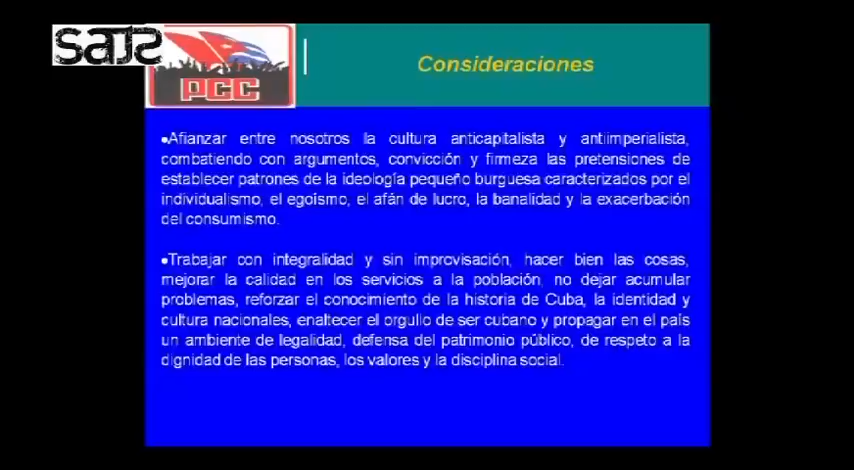 SATS
PCC
Consideraciones
•Afianzar entre nosotros la cultura anticapitalista y antiimperialista,
combatiendo con argumentos, convicción y firmeza las pretensiones de
establecer patrones de la ideología pequeño burguesa caracterizados por el
individualismo, el egoísmo, el afán de lucro, la banalidad y la exacerbación
del consumismo.
•Trabajar con integralidad y sin improvisación, hacer bien las cosas,
mejorar la calidad en los servicios a la población, no dejar acumular
problemas, reforzar el conocimiento de la historia de Cuba, la identidad y
cultura nacionales, enaltecer el orgullo de ser cubano y propagar en el país
un ambiente de legalidad, defensa del patrimonio público, de respeto a la
dignidad de las personas, los valores y la disciplina social.